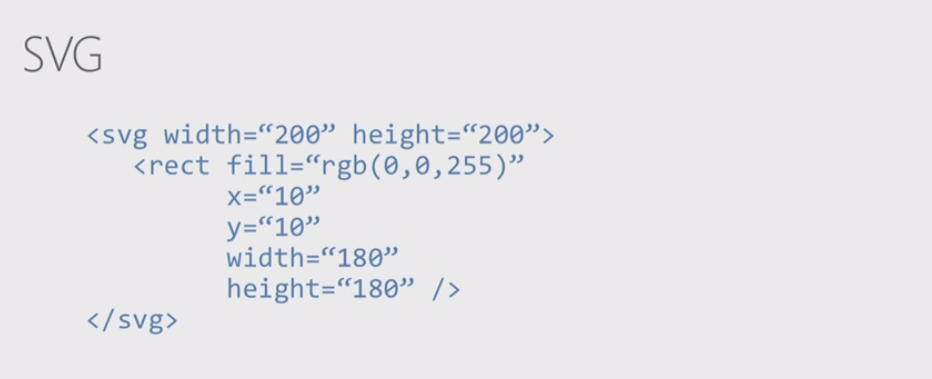 SVG
<svg width=“200” height=“200”>
<rect fill=“rgb(0,0,255)”
x=“10”
y=“10”
width=“180”
height=“180” />
</svg>